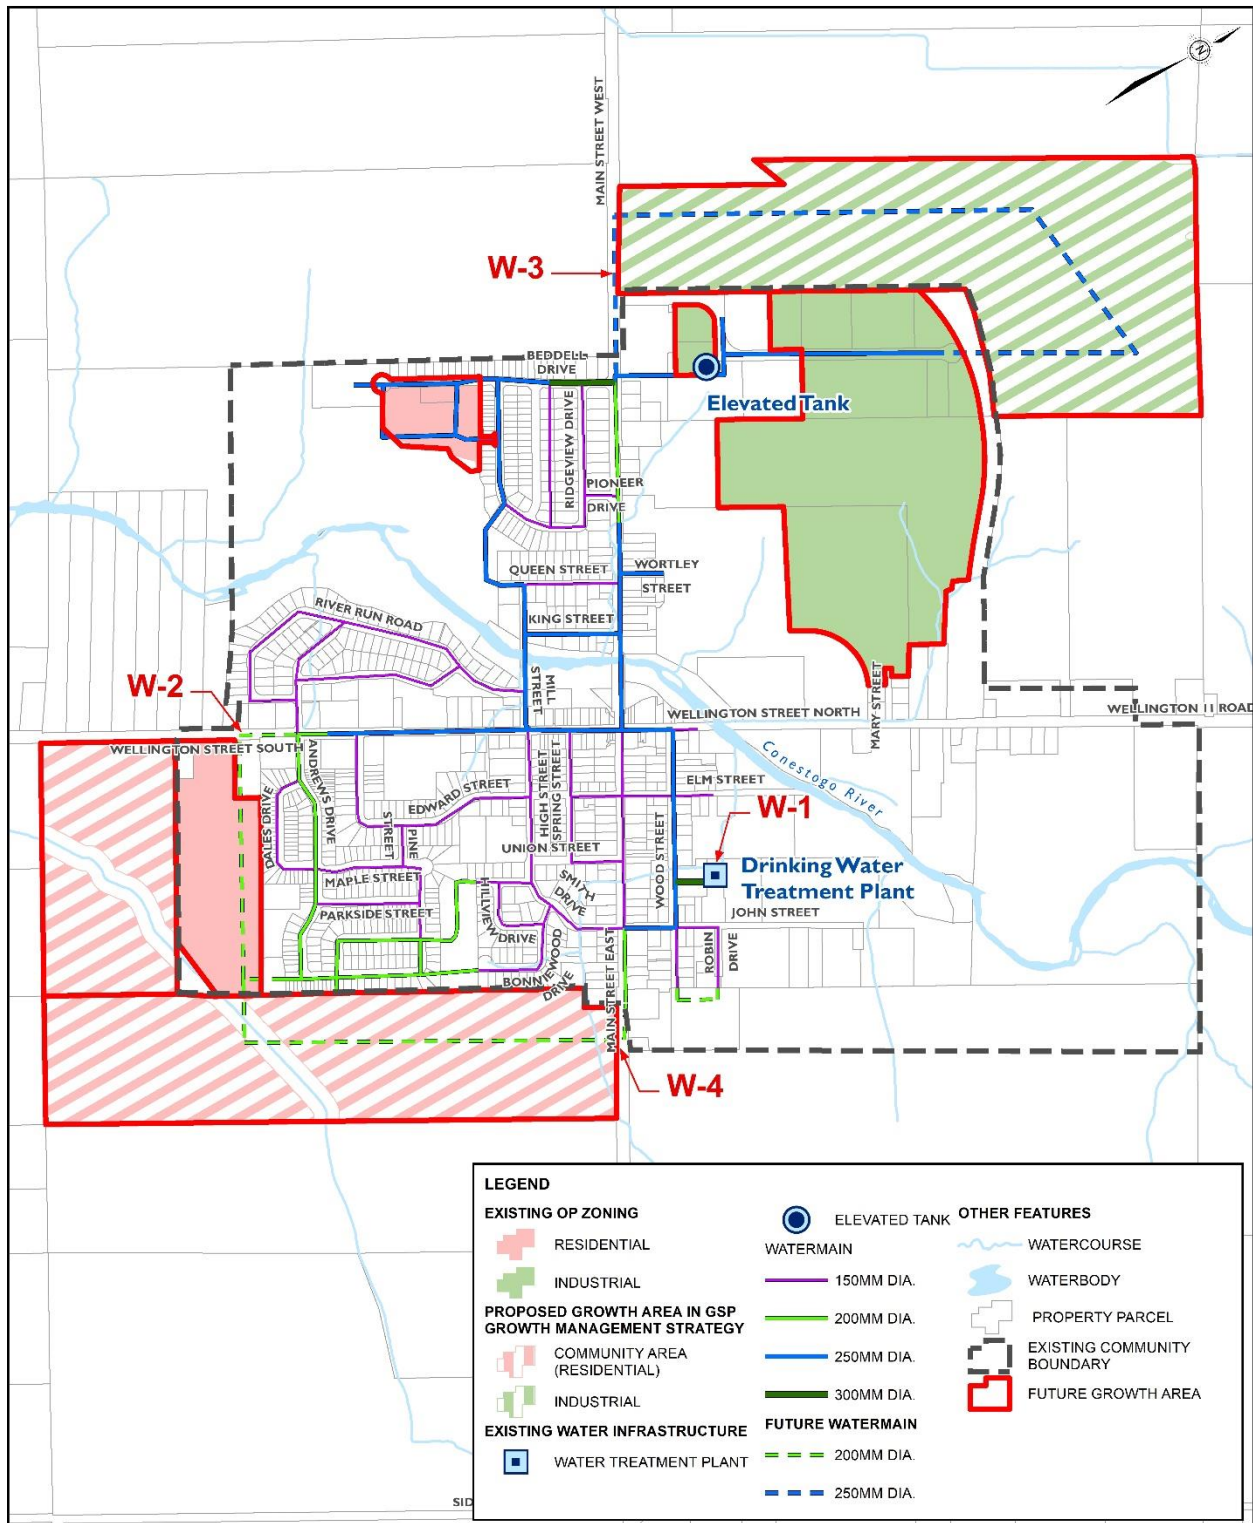 N
MAIN STREET WEST
W-3
BEDDELL
DRIVE
Elevated Tank
RIDGEVIEW DRIVE
PIONEER
DRIVE
QUEEN STREET
WORTLEY
STREET
KING STREET
RIVER RUN ROAD
MILL
STREET
MARY STREET
W-2
WELLINGTON STREET NORTH
WELLINGTON 11 ROAD
WELLINGTON STREET SOUTH
ANDREWS DRIVE
Conestogo River
HIGH STREET
SPRING STREET
ELM STREET
EDWARD STREET
DALES DRIVE
PINE
STREET
W-1
UNION STREET
WOOD STREET
Drinking Water
Treatment Plant
MAPLE STREET
SMITH
DRIVE
PARKSIDE STREET
HILLVIEW
DRIVE
JOHN STREET
ROBIN
DRIVE
BONNIEWOOD
DRIVE
MAIN STREET EAST
W-4
LEGEND
EXISTING OP ZONING
RESIDENTIAL
INDUSTRIAL
PROPOSED GROWTH AREA IN GSP
GROWTH MANAGEMENT STRATEGY
COMMUNITY AREA
(RESIDENTIAL)
INDUSTRIAL
EXISTING WATER INFRASTRUCTURE
WATER TREATMENT PLANT
ELEVATED TANK
WATERMAIN
150MM DIA.
200MM DIA.
250MM DIA.
300MM DIA.
FUTURE WATERMAIN
200MM DIA.
250MM DIA.
OTHER FEATURES
WATERCOURSE
WATERBODY
PROPERTY PARCEL
EXISTING COMMUNITY
BOUNDARY
FUTURE GROWTH AREA